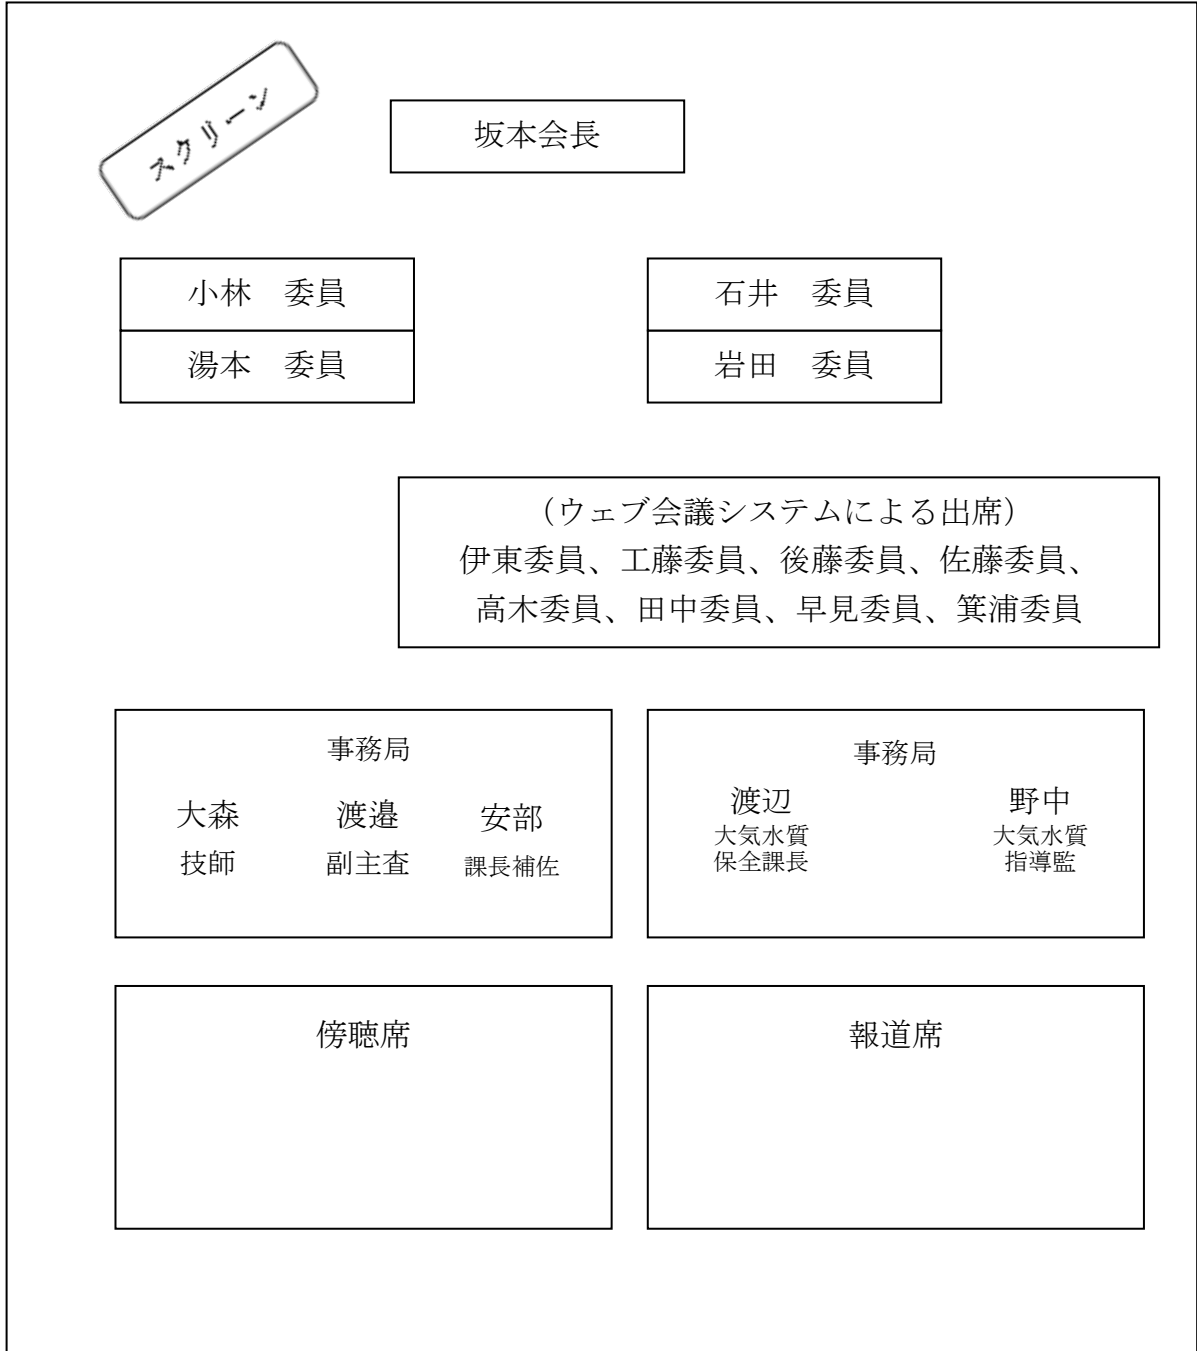 スクリーン
坂本会長
小林　委員
湯本　委員
石井　委員
岩田　委員
（ウェブ会議システムによる出席）
伊東委員、工藤委員、後藤委員、佐藤委員、
高木委員、田中委員、早見委員、箕浦委員
事務局
大森　渡邉　安部
技師　副主査　課長補佐
事務局
渡辺　野中
大気水質　大気水質
保全課長　指導監
傍聴席
報道席